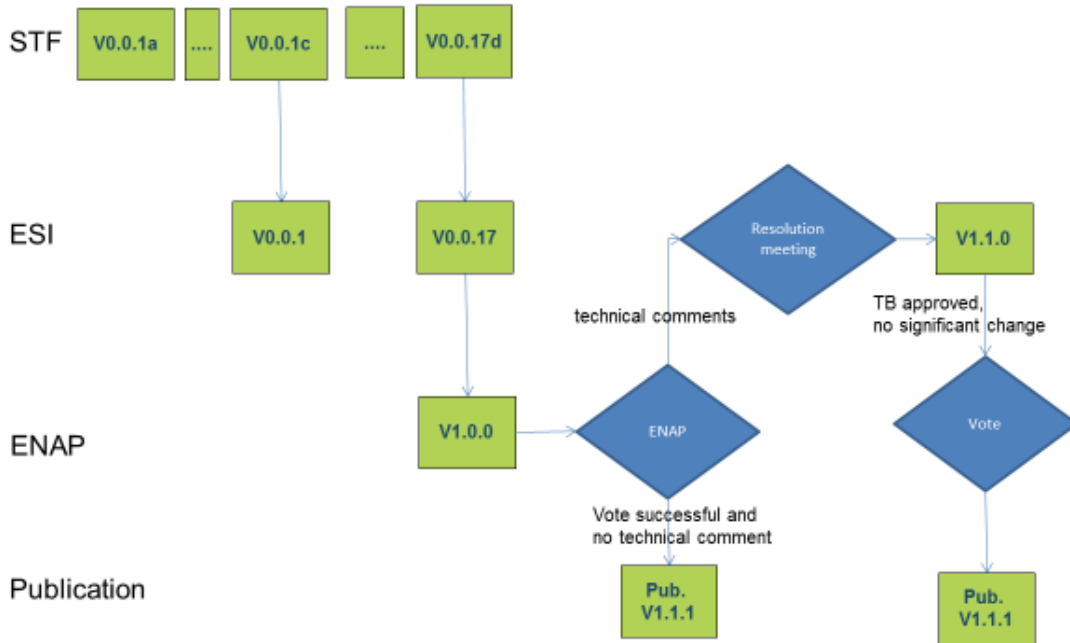 STF
V0.0.1a
....
V0.0.1c
....
V0.0.17d
ESI
V0.0.1
V0.0.17
Resolution
meeting
V1.1.0
technical comments
TB approved,
no significant change
ENAP
V1.0.0
ENAP
Vote
Vote successful and
no technical comment
Publication
Pub.
V1.1.1
Pub.
V1.1.1